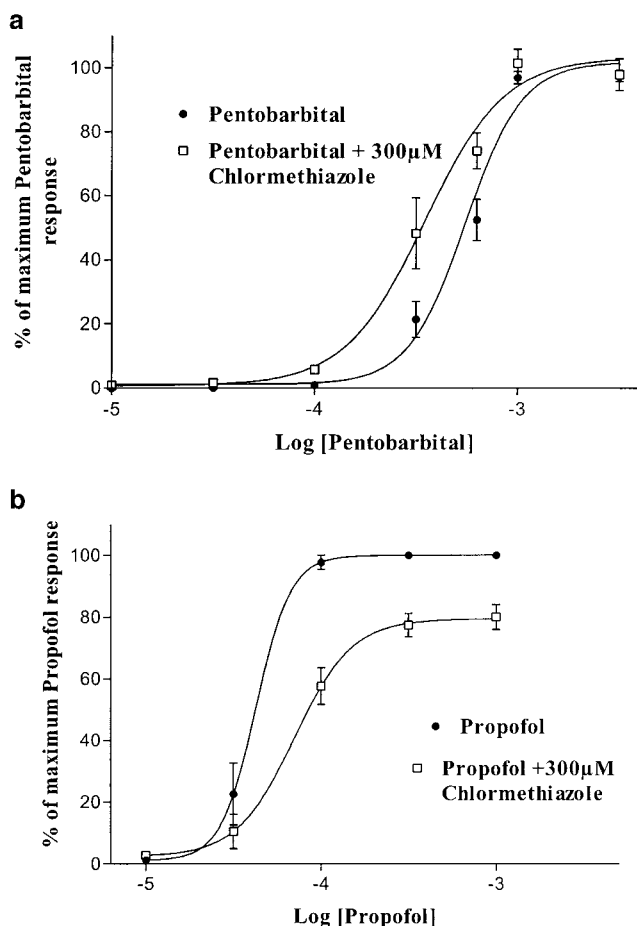 a
% of maximum Pentobarbital
response
100
80
60
40
20
0
Pentobarbital
Pentobarbital + 300µM
Chlormethiazole
-5
-4
-3
Log [Pentobarbital]
b
% of maximum Propofol response
100
80
60
40
20
0
Propofol
Propofol +300µM
Chlormethiazole
-5
-4
-3
Log [Propofol]